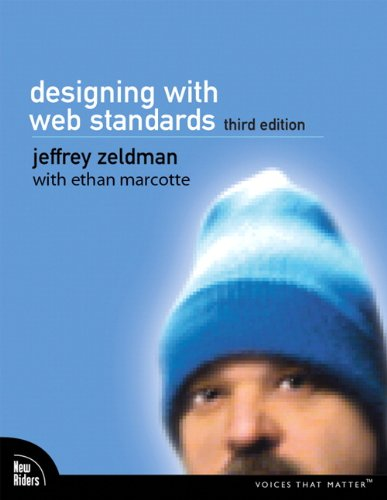 designing with
web standards third edition
jeffrey zeldman
with ethan marcotte
New
Riders
VOICES THAT MATTER™